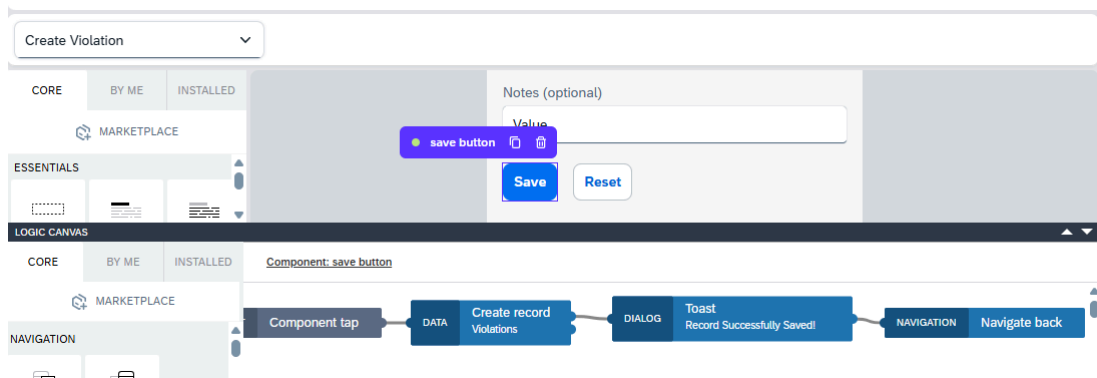 Create Violation
CORE
BY ME
INSTALLED
MARKETPLACE
ESSENTIALS
Notes (optional)
Value
save button
Save
Reset
LOGIC CANVAS
CORE
BY ME
INSTALLED
MARKETPLACE
NAVIGATION
Component: save button
Component tap
DATA
Create record
Violations
DIALOG
Toast
Record Successfully Saved!
NAVIGATION
Navigate back